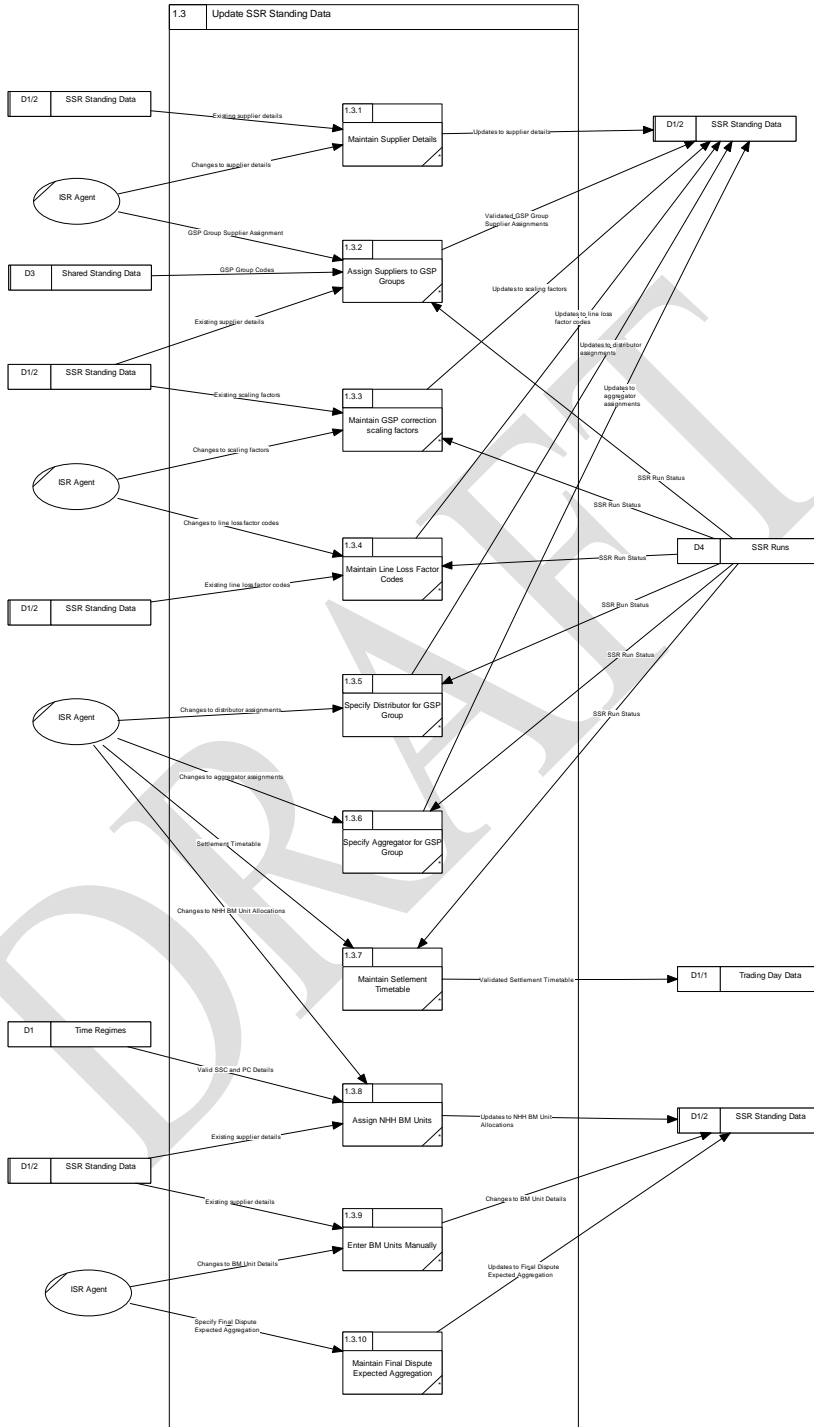 1.3 Update SSR Standing Data
D1/2 SSR Standing Data
Existing supplier details
1.3.1
Maintain Supplier Details
*
Updates to supplier details
D1/2 SSR Standing Data
Changes to supplier details
ISR Agent
GSP Group Supplier Assignment
Validated GSP Group
Supplier Assignments
1.3.2
Assign Suppliers to GSP
Groups
*
D3 Shared Standing Data
GSP Group Codes
Updates to scaling factors
Existing supplier details
Updates to line loss
factor codes
Updates to distributor
assignments
D1/2 SSR Standing Data
Existing scaling factors
Updates to
aggregator
assignments
1.3.3
Maintain GSP correction
scaling factors
*
Changes to scaling factors
ISR Agent
SSR Run Status
SSR Run Status
Changes to line loss factor codes
1.3.4
Maintain Line Loss Factor
Codes
*
SSR Run Status
D4 SSR Runs
Existing line loss factor codes
D1/2 SSR Standing Data
SSR Run Status
SSR Run Status
1.3.5
Specify Distributor for GSP
Group
*
Changes to distributor assignments
ISR Agent
SSR Run Status
Changes to aggregator assignments
1.3.6
Specify Aggregator for GSP
Group
*
Settlement Timetable
Changes to NHH BM Unit Allocations
1.3.7
Maintain Setlement
Timetable
*
Validated Settlement Timetable
D1/1 Trading Day Data
D1 Time Regimes
Valid SSC and PC Details
1.3.8
Assign NHH BM Units
*
Updates to NHH BM Unit
Allocations
D1/2 SSR Standing Data
Existing supplier details
D1/2 SSR Standing Data
Existing supplier details
Changes to BM Unit Details
1.3.9
Enter BM Units Manually
*
Changes to BM Unit Details
Updates to Final Dispute
Expected Aggregation
ISR Agent
Specify Final Dispute
Expected Aggregation
1.3.10
Maintain Final Dispute
Expected Aggregation
*
DRAFT